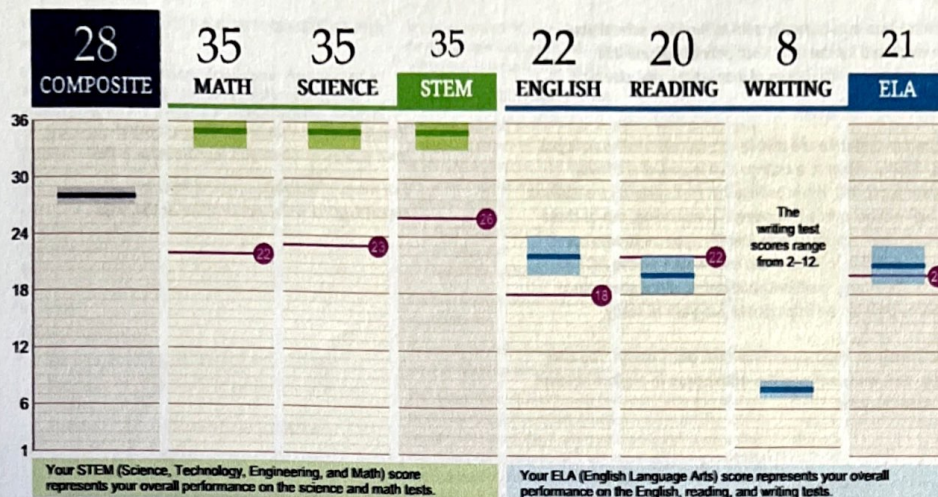 28 35 35 35 22 20 8 21
COMPOSITE MATH SCIENCE STEM ENGLISH READING WRITING ELA
36
30
24
18
12
6
1
26
22
23
22
18
The
writing test
scores range
from 2–12.
Your STEM (Science, Technology, Engineering, and Math) score
represents your overall performance on the science and math tests.
Your ELA (English Language Arts) score represents your overall
performance on the English, reading, and writing tests.